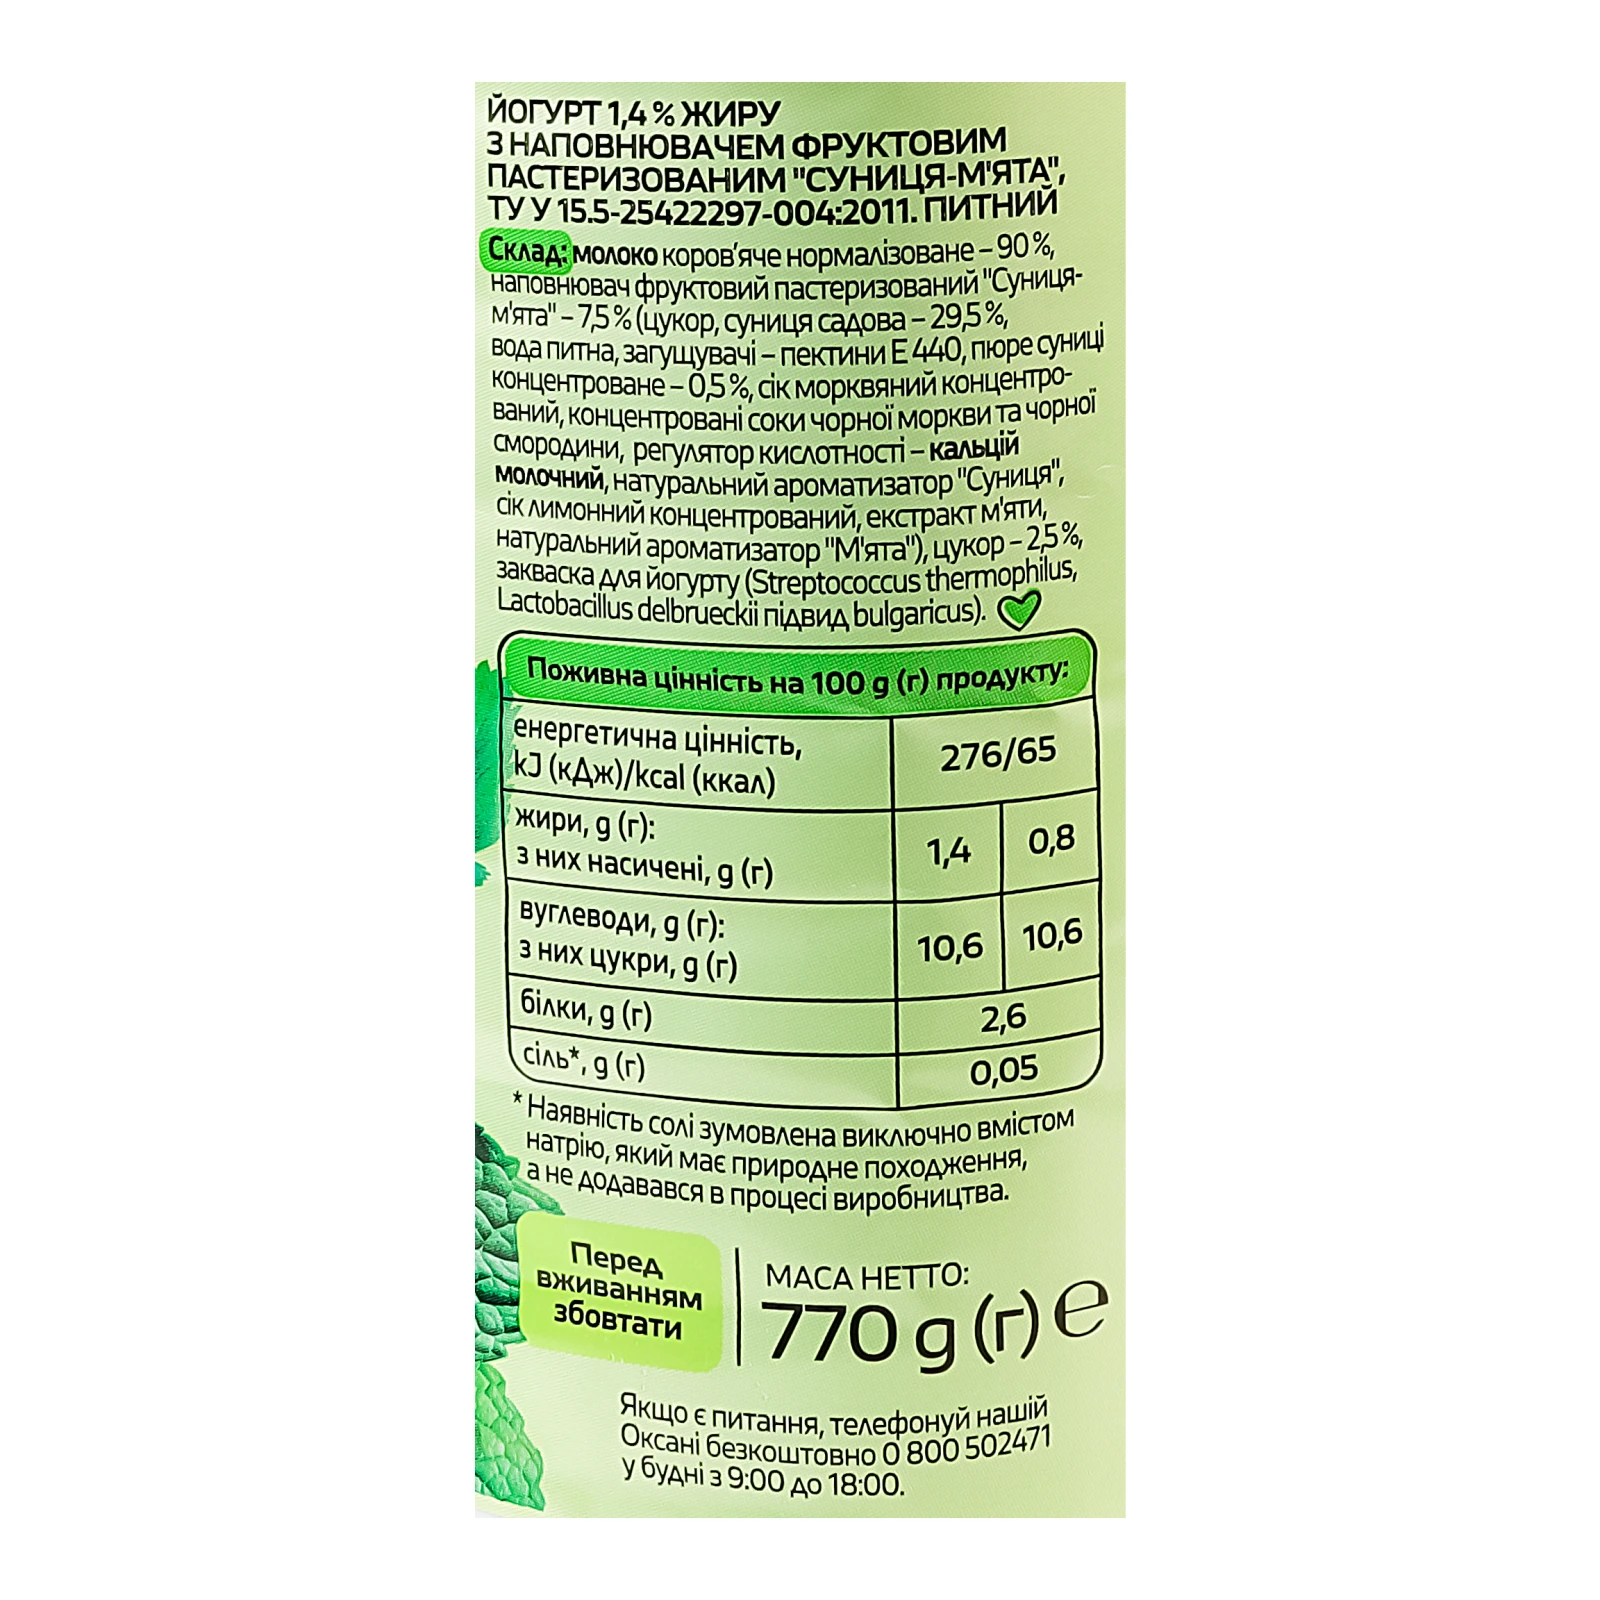 ЙОГУРТ 1,4 % ЖИРУ
З НАПОВНЮВАЧЕМ ФРУКТОВИМ
ПАСТЕРИЗОВАНИМ "СУНИЦЯ-М'ЯТА",
ТУ У 15.5-25422297-004:2011. ПИТНИЙ
Склад: молоко коров'яче нормалізоване – 90 %,
наповнювач фруктовий пастеризований "Суниця-
м'ята" – 7,5 % (цукор, суниця садова – 29,5 %,
вода питна, загущувачі – пектини Е 440, пюре суниці
концентроване – 0,5 %, сік морквяний концентро-
ваний, концентровані соки чорної моркви та чорної
смородини, регулятор кислотності – кальцій
молочний, натуральний ароматизатор "Суниця",
сік лимонний концентрований, екстракт м'яти,
натуральний ароматизатор "М'ята"), цукор – 2,5 %,
закваска для йогурту (Streptococcus thermophilus,
Lactobacillus delbrueckii підвид bulgaricus).
Поживна цінність на 100 g (г) продукту:
енергетична цінність,
kJ (кДж)/kcal (ккал)
276/65
жири, g (г):
з них насичені, g (г)
1,4 0,8
вуглеводи, g (г):
з них цукри, g (г)
10,6 10,6
білки, g (г) 2,6
сіль*, g (г) 0,05
* Наявність солі зумовлена виключно вмістом
натрію, який має природне походження,
а не додавався в процесі виробництва.
Перед
вживанням
збовтати
МАСА НЕТТО:
770 g (г) ℮
Якщо є питання, телефонуй нашій
Оксані безкоштовно 0 800 502471
у будні з 9:00 до 18:00.